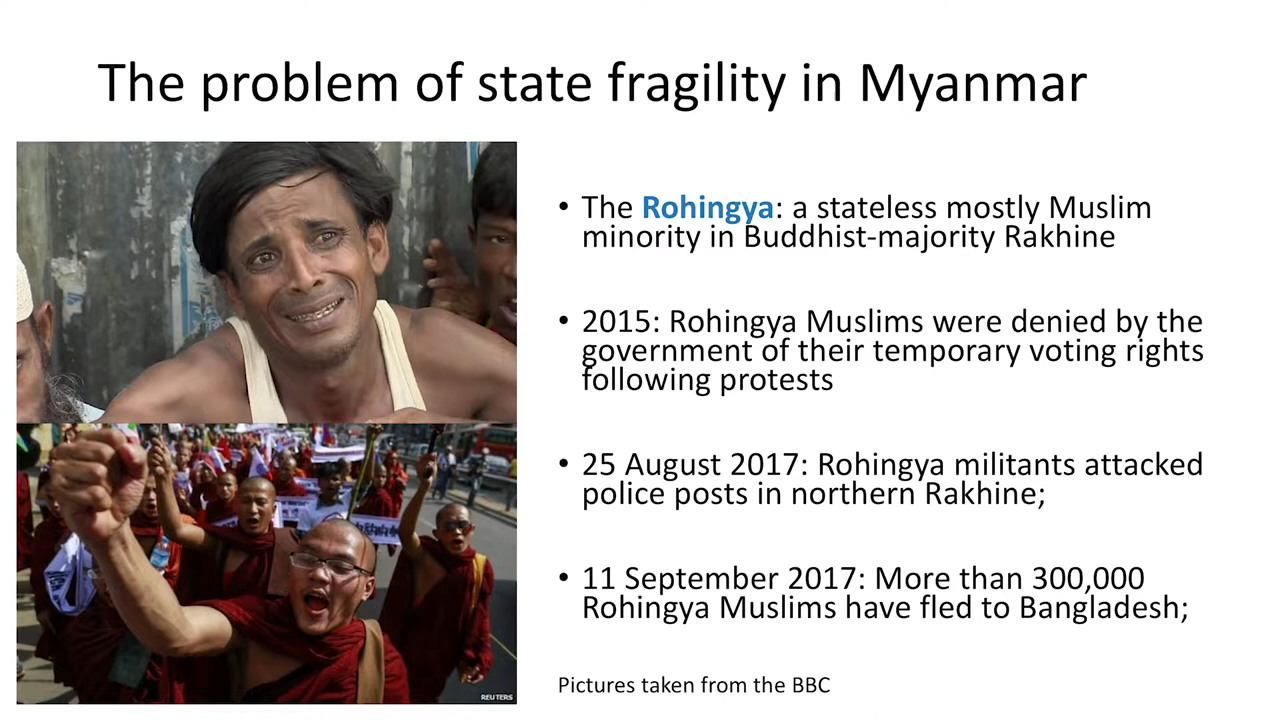 The problem of state fragility in Myanmar
• The Rohingya: a stateless mostly Muslim
minority in Buddhist-majority Rakhine
• 2015: Rohingya Muslims were denied by the
government of their temporary voting rights
following protests
• 25 August 2017: Rohingya militants attacked
police posts in northern Rakhine;
• 11 September 2017: More than 300,000
Rohingya Muslims have fled to Bangladesh;
REUTERS
Pictures taken from the BBC